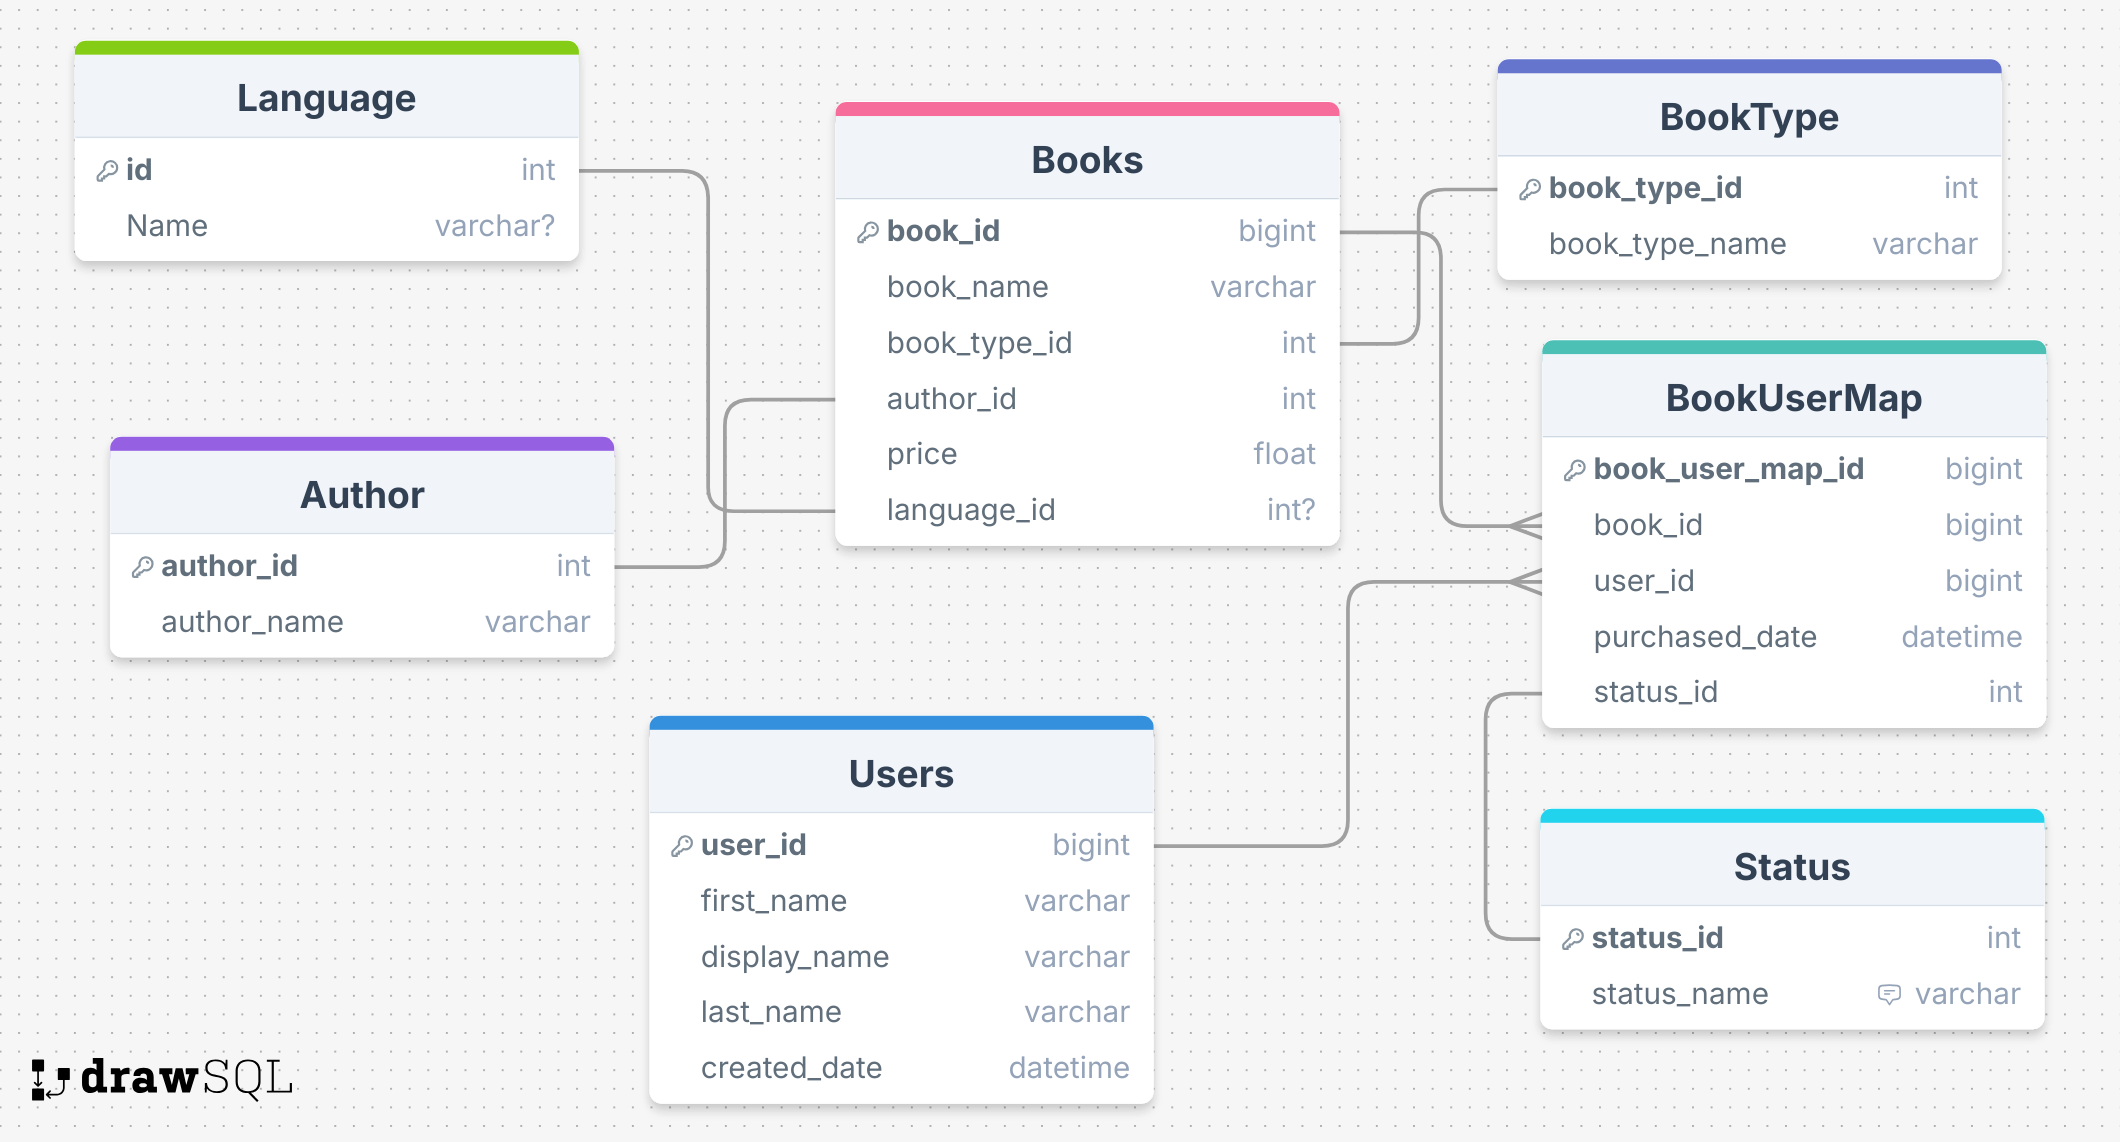 Language
id int
Name varchar?
Author
author_id int
author_name varchar
Books
book_id bigint
book_name varchar
book_type_id int
author_id int
price float
language_id int?
Users
user_id bigint
first_name varchar
display_name varchar
last_name varchar
created_date datetime
BookType
book_type_id int
book_type_name varchar
BookUserMap
book_user_map_id bigint
book_id bigint
user_id bigint
purchased_date datetime
status_id int
Status
status_id int
status_name varchar
drawSQL